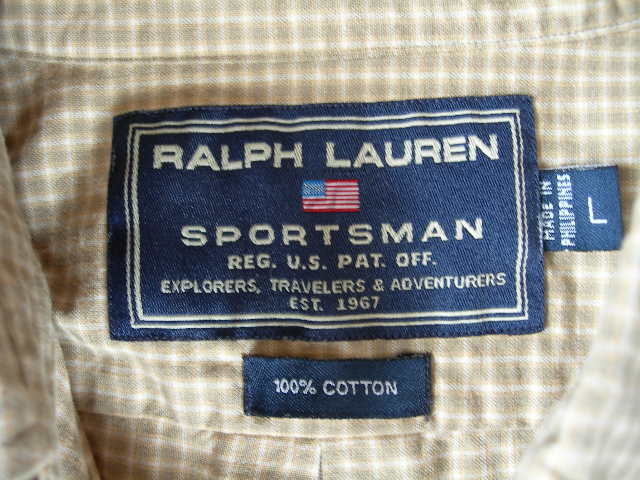 RALPH LAUREN
SPORTSMAN
REG. U.S. PAT. OFF.
EXPLORERS, TRAVELERS & ADVENTURERS
EST. 1967
MADE IN
PHILIPPINES
L
100% COTTON